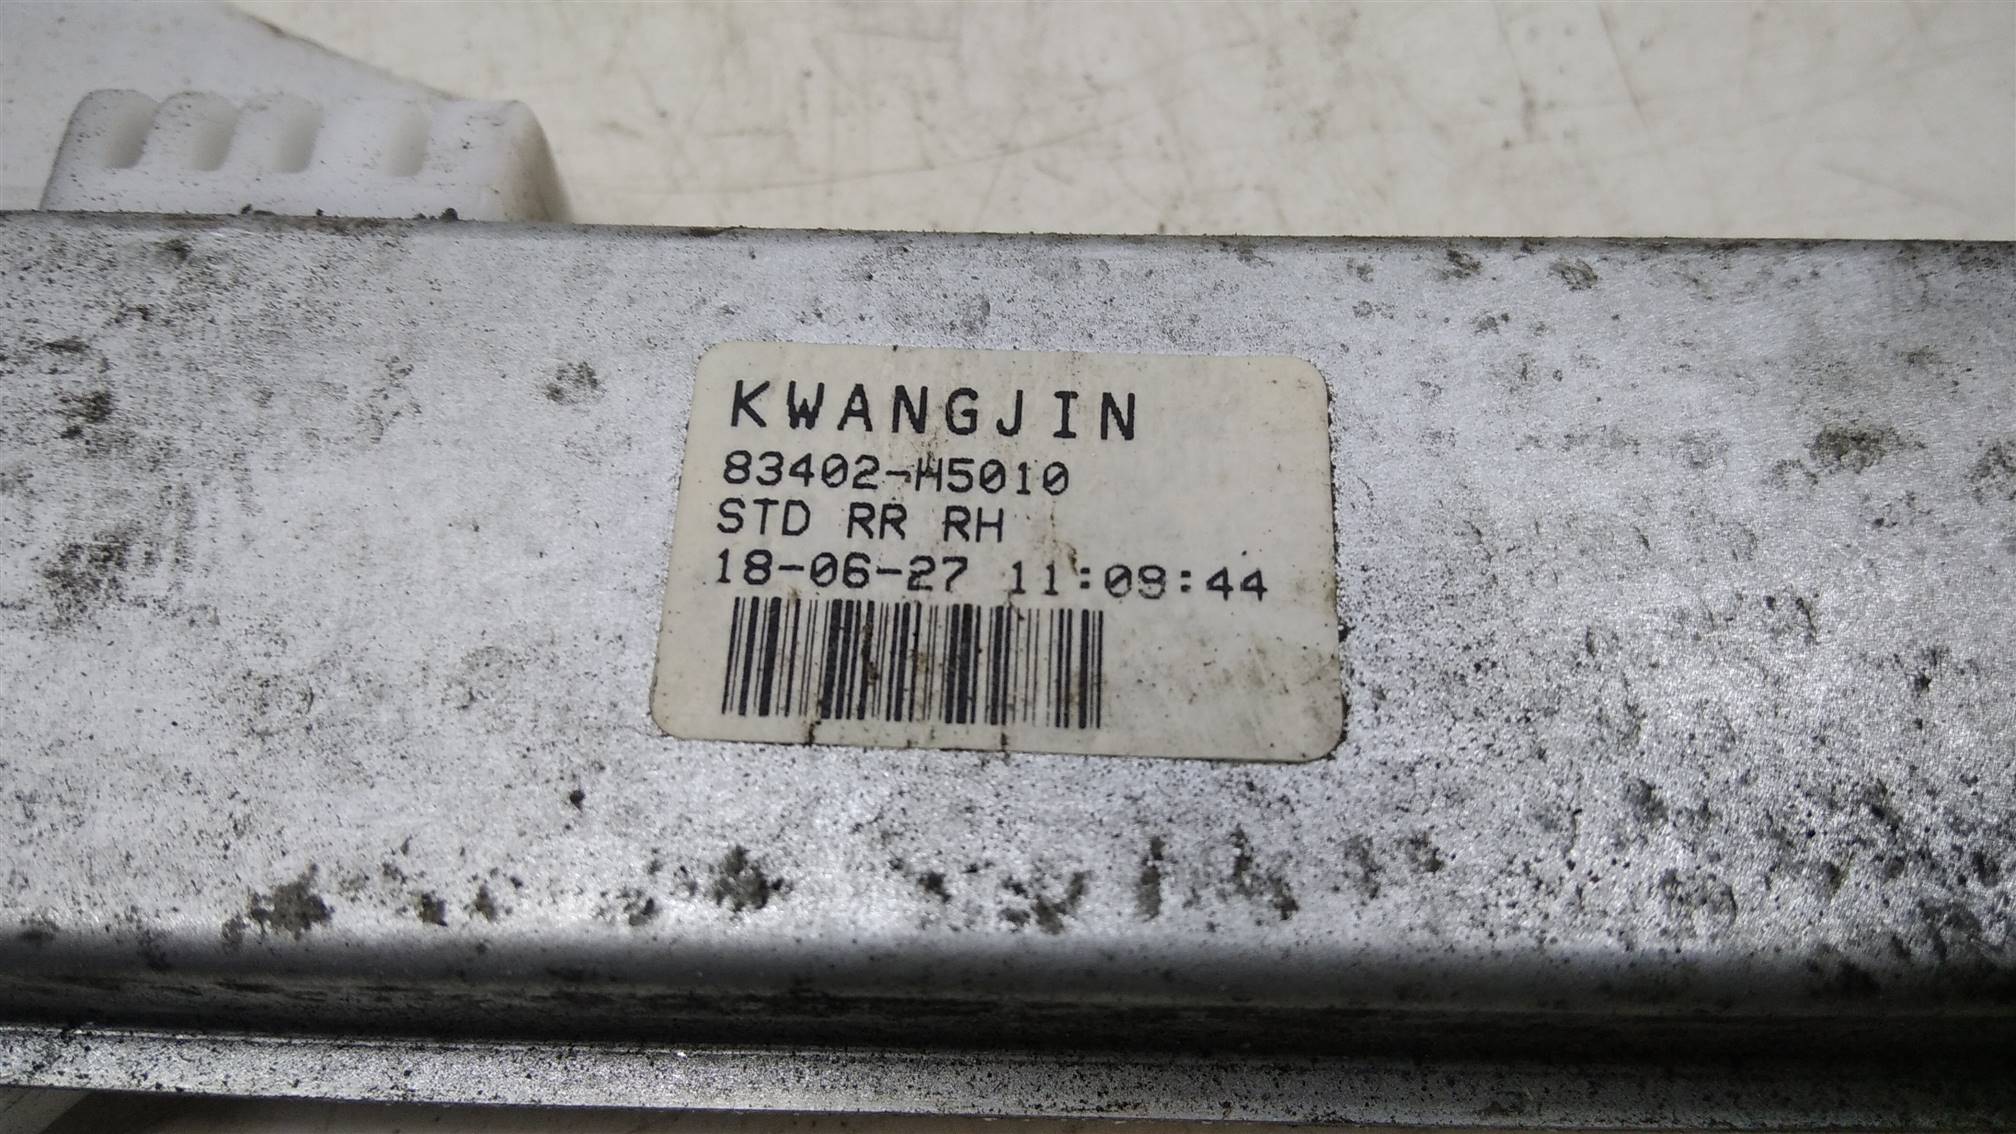 KWANGJIN
83402-H5010
STD RR RH
18-06-27 11:09:44